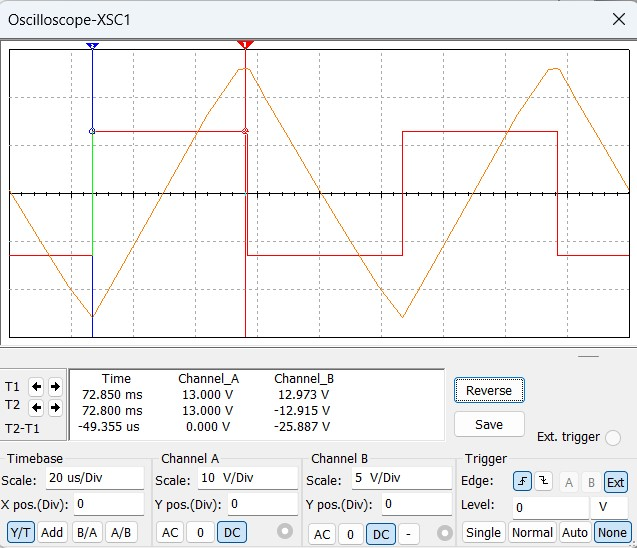 Oscilloscope-XSC1
2 1
Time Channel_A Channel_B
T1 72.850 ms 13.000 V 12.973 V
T2 72.800 ms 13.000 V -12.915 V
T2-T1 -49.355 us 0.000 V -25.887 V
Reverse
Save
Ext. trigger
Timebase
Scale: 20 us/Div
X pos.(Div): 0
Y/T Add B/A A/B
Channel A
Scale: 10 V/Div
Y pos.(Div): 0
AC 0 DC
Channel B
Scale: 5 V/Div
Y pos.(Div): 0
AC 0 DC -
Trigger
Edge: A B Ext
Level: 0 V
Single Normal Auto None